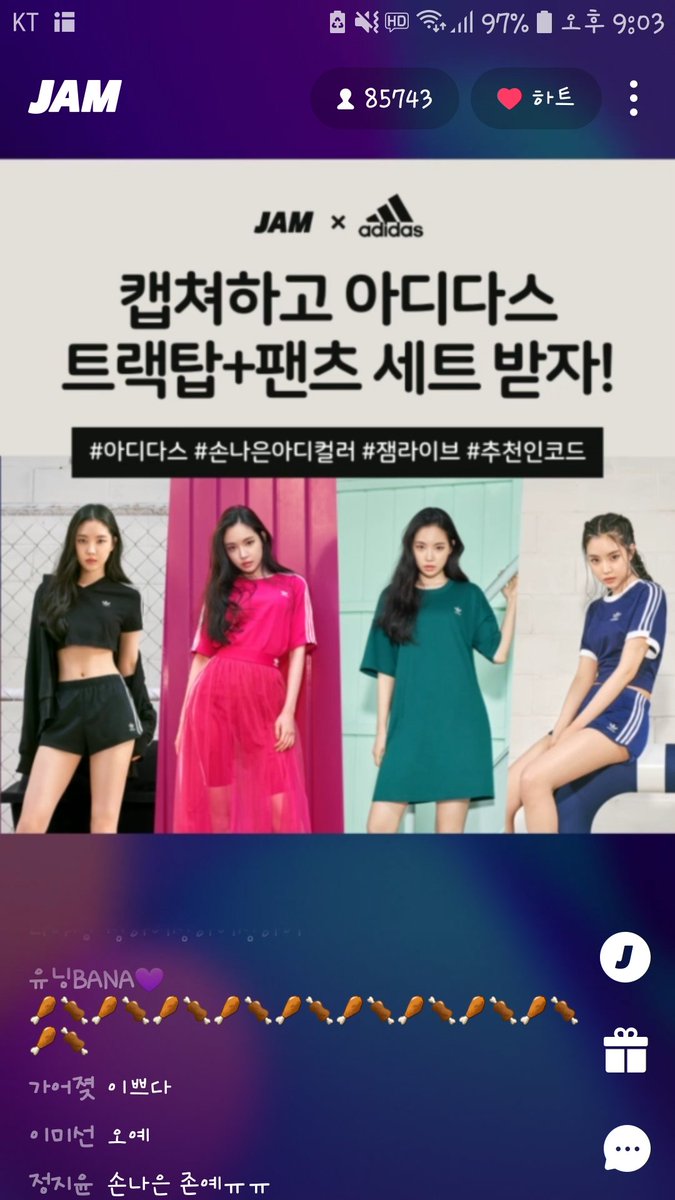 KT HD 97% 오후 9:03
JAM 85743 하트
JAM × adidas
캡쳐하고 아디다스
트랙탑+팬츠 세트 받자!
#아디다스 #손나은아디컬러 #잼라이브 #추천인코드
유닝BANA💜
🍗🍖🍗🍖🍗🍖🍗🍖🍗🍖🍗🍖🍗🍖🍗🍖🍗🍖
🍗🍖
가어졏 이쁘다
이미선 오예
정지윤 손나은 존예ㅠㅠ
J